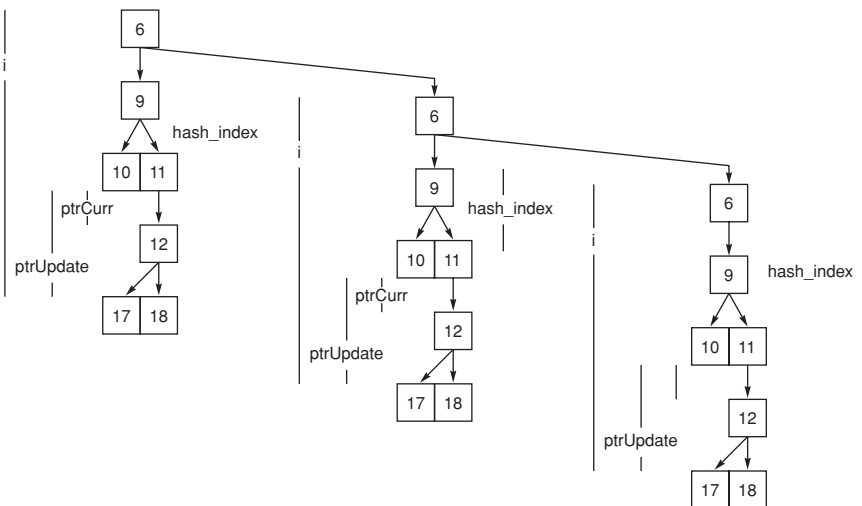 6
i
9
hash_index
10 11
ptrCurr
12
ptrUpdate
17 18
6
i
9
hash_index
10 11
ptrCurr
12
ptrUpdate
17 18
6
i
9
hash_index
10 11
12
ptrUpdate
17 18